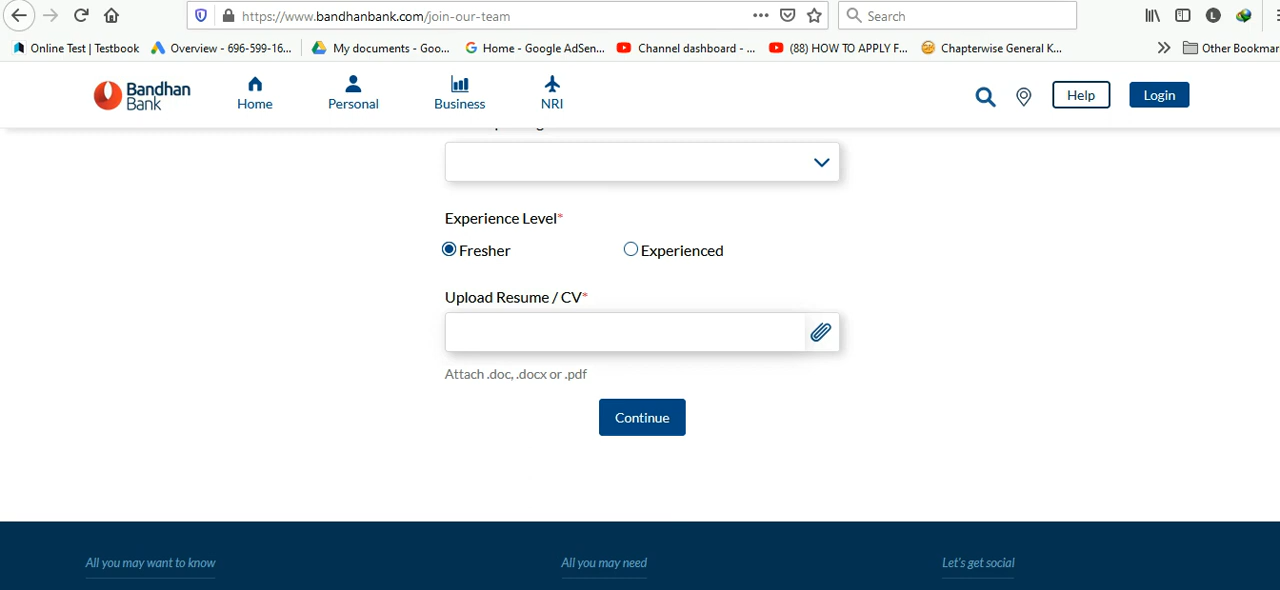 https://www.bandhanbank.com/join-our-team
Search
Online Test | Testbook
Overview - 696-599-16...
My documents - Goo...
Home - Google AdSen...
Channel dashboard - ...
(88) HOW TO APPLY F...
Chapterwise General K...
Other Bookmar
Bandhan
Bank
Home
Personal
Business
NRI
Help
Login
Experience Level*
Fresher
Experienced
Upload Resume / CV*
Attach .doc, .docx or .pdf
Continue
All you may want to know
All you may need
Let's get social